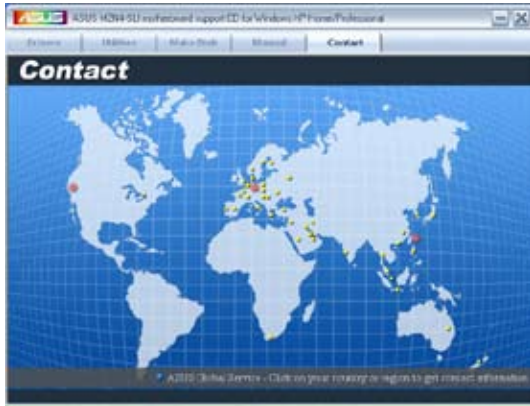 ASUS ASUS M2N4-SLI motherboard support CD for Windows XP Home/Professional
Drivers Utilities Make Disk Manual Contact
Contact
ASUS Global Service - Click on your country or region to get contact information